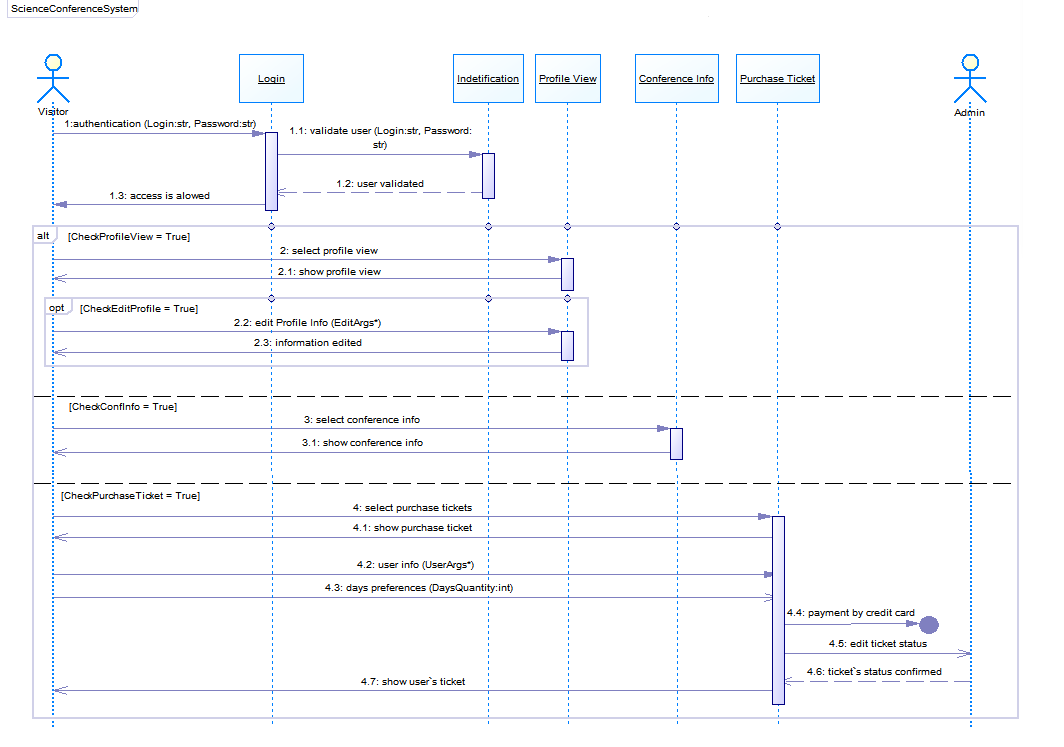 ScienceConferenceSystem
Visitor
Login
Indetification
Profile View
Conference Info
Purchase Ticket
Admin
1:authentication (Login:str, Password:str)
1.1: validate user (Login:str, Password:
str)
1.2: user validated
1.3: access is alowed
alt
[CheckProfileView = True]
2: select profile view
2.1: show profile view
opt
[CheckEditProfile = True]
2.2: edit Profile Info (EditArgs*)
2.3: information edited
[CheckConfInfo = True]
3: select conference info
3.1: show conference info
[CheckPurchaseTicket = True]
4: select purchase tickets
4.1: show purchase ticket
4.2: user info (UserArgs*)
4.3: days preferences (DaysQuantity:int)
4.4: payment by credit card
4.5: edit ticket status
4.6: ticket`s status confirmed
4.7: show user`s ticket